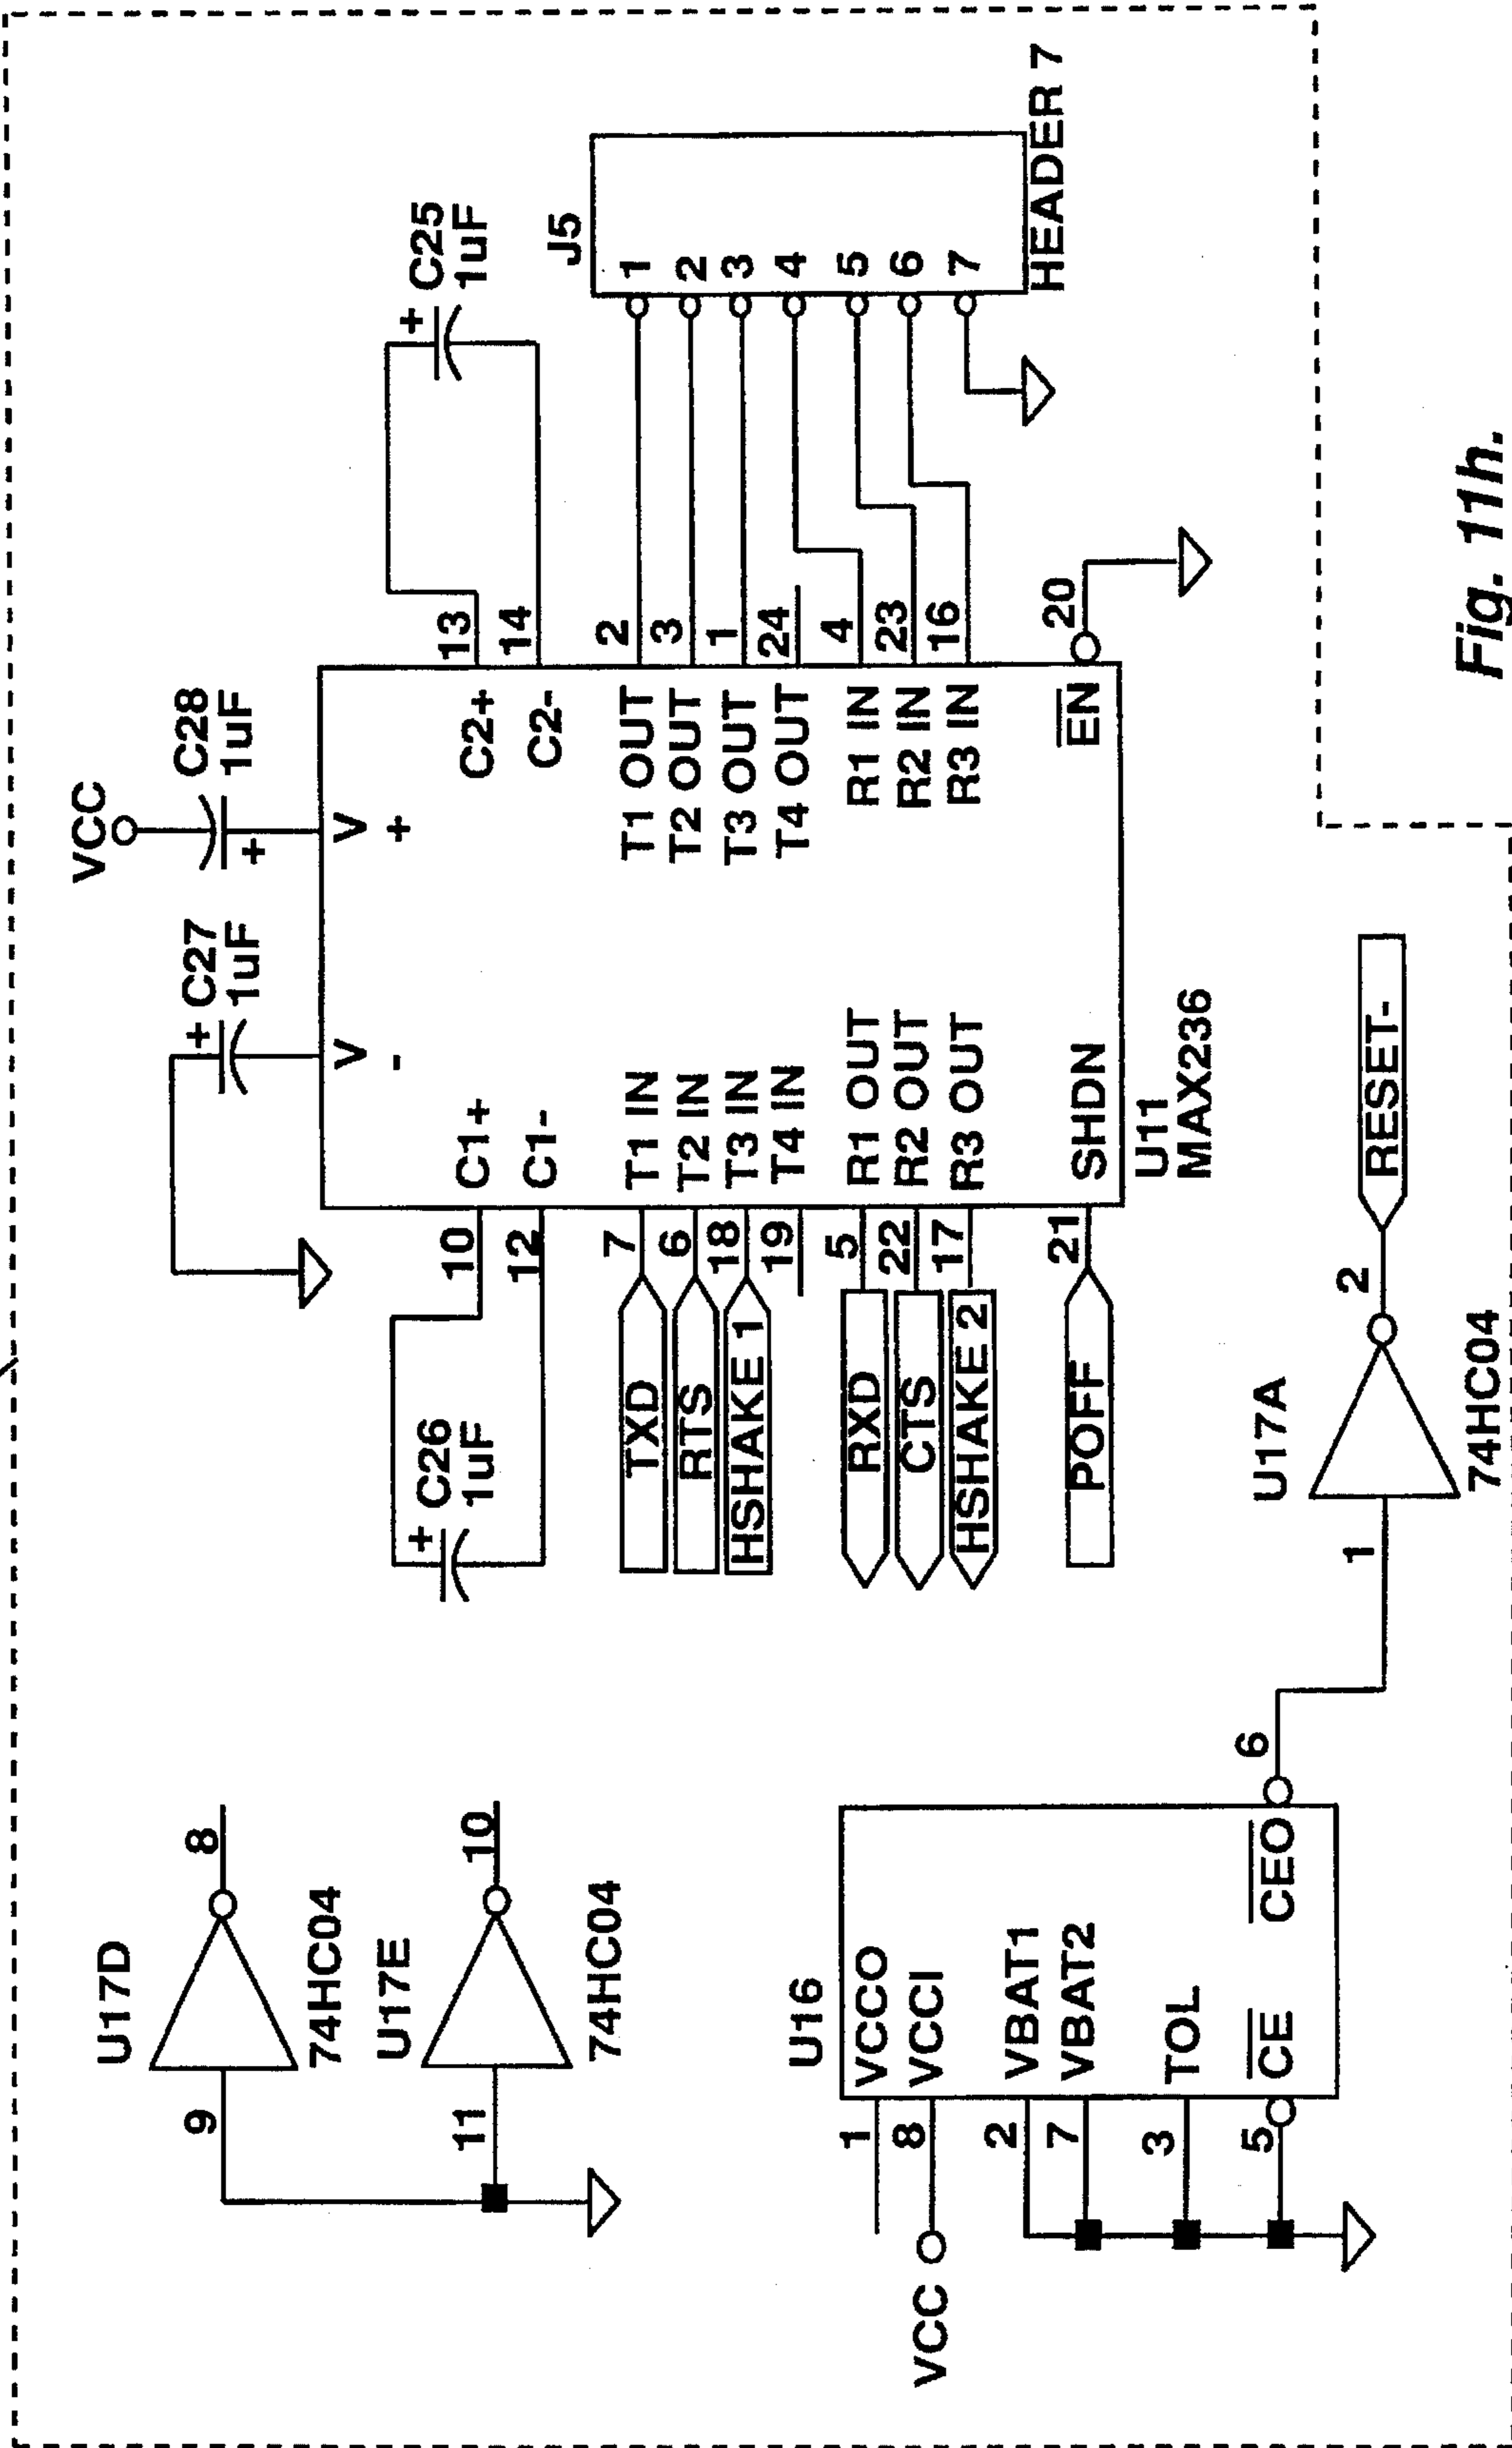 U17D
9
8
74HC04
U17E
11
10
74HC04
U16
1
VCCO
VCC
8
VCCI
2
VBAT1
7
VBAT2
3
TOL
5
CE
CEO
6
1
U17A
2
74HC04
RESET-
VCC
C27
1uF
+
C28
1uF
+
V
-
V
+
C26
1uF
+
10
C1+
12
C1-
C25
1uF
+
C2+
13
C2-
14
TXD
7
T1 IN
T1 OUT
2
RTS
6
T2 IN
T2 OUT
3
HSHAKE 1
18
T3 IN
T3 OUT
1
19
T4 IN
T4 OUT
24
RXD
5
R1 OUT
R1 IN
4
CTS
22
R2 OUT
R2 IN
23
HSHAKE 2
17
R3 OUT
R3 IN
16
POFF
21
SHDN
EN
20
U11
MAX236
J5
1
2
3
4
5
6
7
HEADER 7
Fig. 11h.